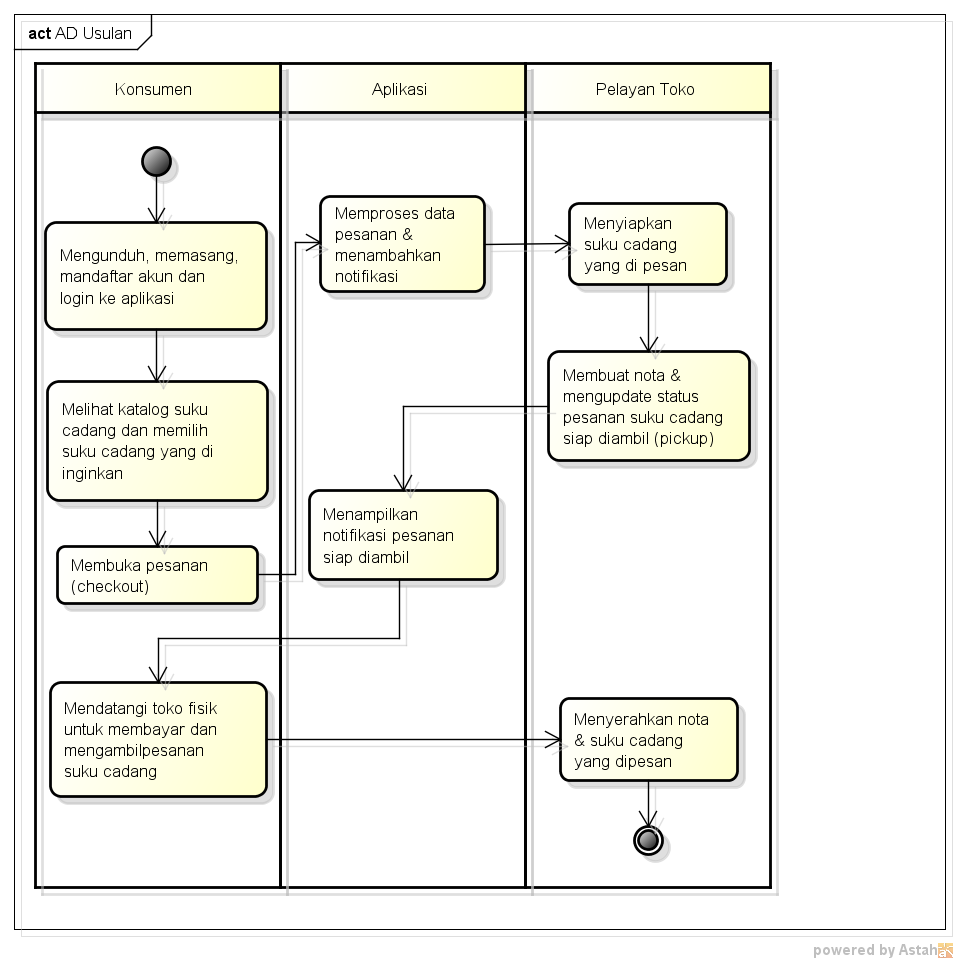 act AD Usulan
Konsumen
Aplikasi
Pelayan Toko
Mengunduh, memasang,
mandaftar akun dan
login ke aplikasi
Melihat katalog suku
cadang dan memilih
suku cadang yang di
inginkan
Membuka pesanan
(checkout)
Memproses data
pesanan &
menambahkan
notifikasi
Menyiapkan
suku cadang
yang di pesan
Membuat nota &
mengupdate status
pesanan suku cadang
siap diambil (pickup)
Menampilkan
notifikasi pesanan
siap diambil
Mendatangi toko fisik
untuk membayar dan
mengambilpesanan
suku cadang
Menyerahkan nota
& suku cadang
yang dipesan
powered by Astah